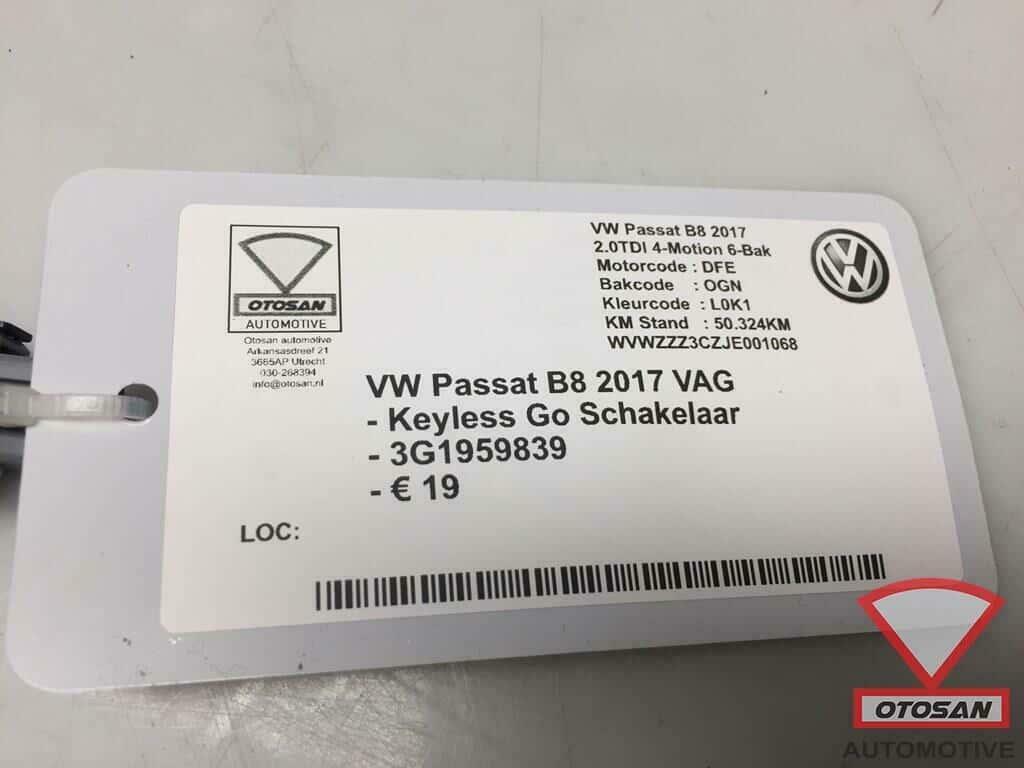 OTOSAN
AUTOMOTIVE
Otosan automotive
Arkansasdreef 21
3565AP Utrecht
030-268394
info@otosan.nl
VW Passat B8 2017
2.0TDI 4-Motion 6-Bak
Motorcode : DFE
Bakcode : OGN
Kleurcode : L0K1
KM Stand : 50.324KM
WVWZZZ3CZJE001068
VW Passat B8 2017 VAG
- Keyless Go Schakelaar
- 3G1959839
- € 19
LOC:
OTOSAN
AUTOMOTIVE